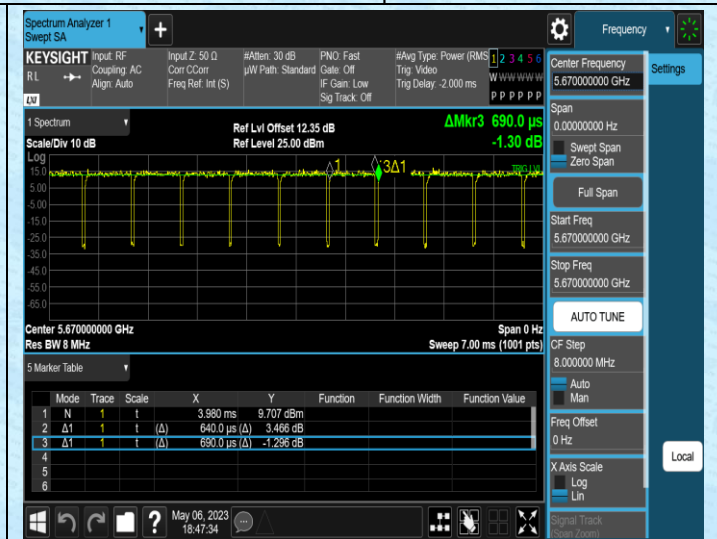 Spectrum Analyzer 1
Swept SA
+
Frequency
KEYSIGHT
RL
LXI
Input: RF
Coupling: AC
Align: Auto
Input Z: 50 Ω
Corr CCorr
Freq Ref: Int (S)
#Atten: 30 dB
µW Path: Standard
PNO: Fast
Gate: Off
IF Gain: Low
Sig Track: Off
#Avg Type: Power (RMS
Trig: Video
Trig Delay: -2.000 ms
1 2 3 4 5 6
W W W W W W
P P P P P P
1 Spectrum
Scale/Div 10 dB
Ref Lvl Offset 12.35 dB
Ref Level 25.00 dBm
ΔMkr3 690.0 µs
-1.30 dB
Log
15.0
5.00
-5.00
-15.0
-25.0
-35.0
-45.0
-55.0
-65.0
1
3Δ1
TRIG LVL
Center 5.670000000 GHz
Res BW 8 MHz
Span 0 Hz
Sweep 7.00 ms (1001 pts)
5 Marker Table
Mode Trace Scale X Y Function Function Width Function Value
1 N 1 t 3.980 ms 9.707 dBm
2 Δ1 1 t (Δ) 640.0 µs (Δ) 3.466 dB
3 Δ1 1 t (Δ) 690.0 µs (Δ) -1.296 dB
4
5
6
May 06, 2023
18:47:34
?
Center Frequency
5.670000000 GHz
Span
0.00000000 Hz
Swept Span
Zero Span
Full Span
Start Freq
5.670000000 GHz
Stop Freq
5.670000000 GHz
AUTO TUNE
CF Step
8.000000 MHz
Auto
Man
Freq Offset
0 Hz
X Axis Scale
Log
Lin
Signal Track
(Span Zoom)
Settings
Local